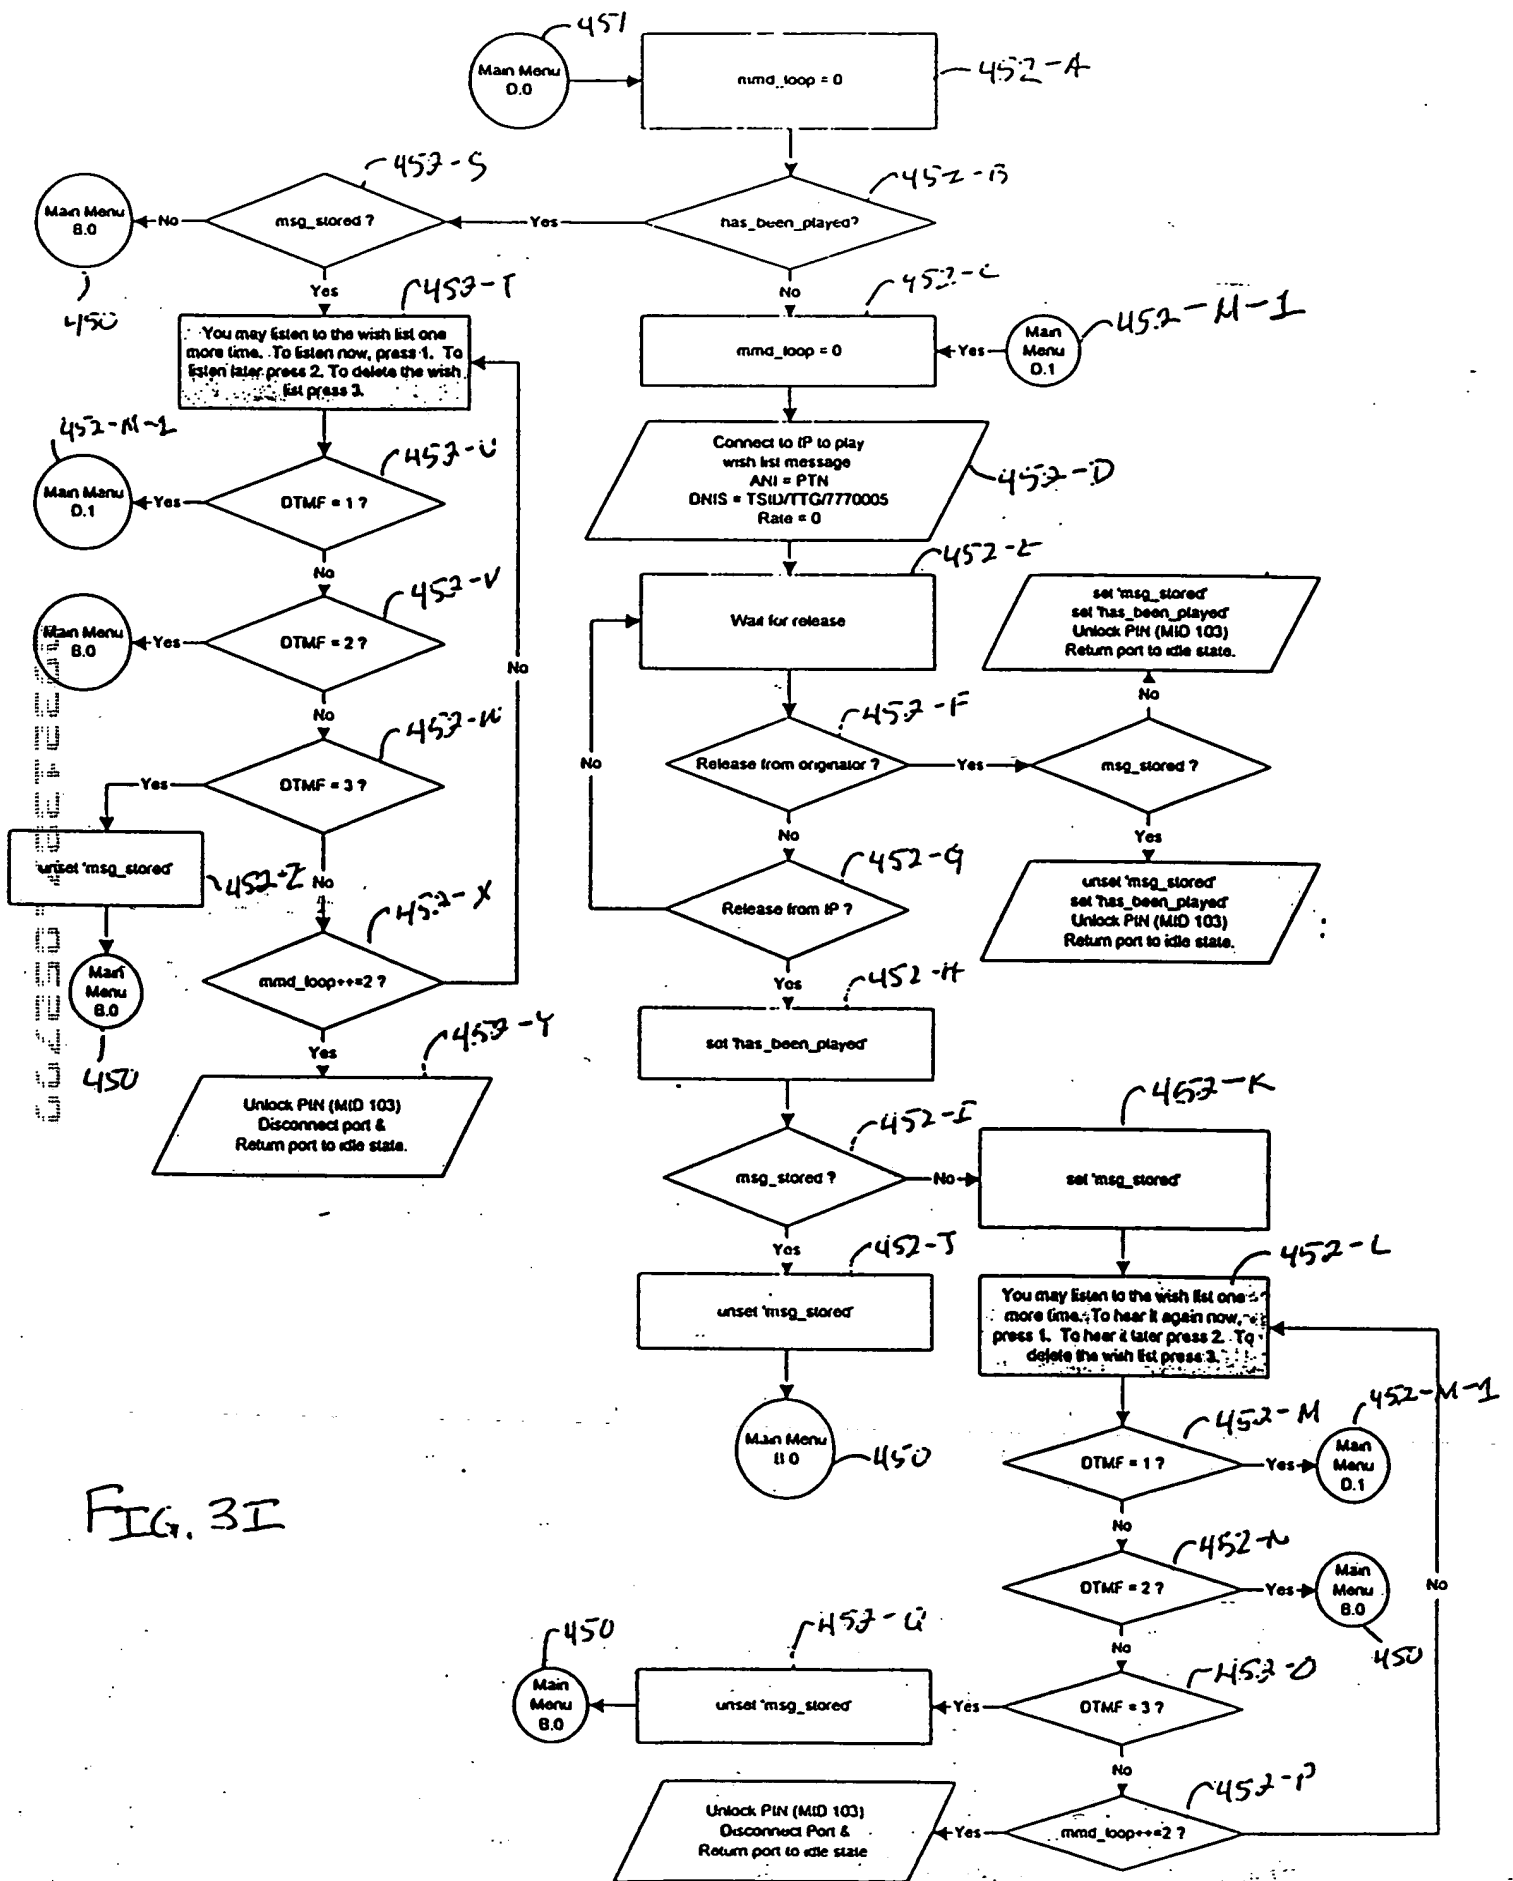 451
Main Menu
D.0
mmd_loop = 0
452-A
452-S
452-B
Main Menu
B.0
No
msg_stored ?
Yes
has_been_played?
450
Yes
452-T
No
452-C
You may listen to the wish list one
more time. To listen now, press 1. To
listen later press 2. To delete the wish
list press 3.
mmd_loop = 0
Yes
Main
Menu
D.1
452-M-1
452-M-1
452-U
Main Menu
D.1
Yes
DTMF = 1 ?
Connect to IP to play
wish list message
ANI = PTN
DNIS = TSID/TTG/7770005
Rate = 0
452-D
No
452-V
452-E
Main Menu
B.0
Yes
DTMF = 2 ?
Wait for release
set 'msg_stored'
set 'has_been_played'
Unlock PIN (MID 103)
Return port to idle state.
No
No
452-W
452-F
No
Yes
DTMF = 3 ?
No
Release from originator ?
Yes
msg_stored ?
unset 'msg_stored'
452-Z
No
452-X
No
452-G
Yes
Release from IP ?
unset 'msg_stored'
set 'has_been_played'
Unlock PIN (MID 103)
Return port to idle state.
Main
Menu
B.0
450
mmd_loop++=2 ?
Yes
452-H
Yes
452-Y
set 'has_been_played'
Unlock PIN (MID 103)
Disconnect port &
Return port to idle state.
452-I
452-K
msg_stored ?
No
set 'msg_stored'
Yes
452-J
452-L
unset 'msg_stored'
You may listen to the wish list one
more time. To hear it again now,
press 1. To hear it later press 2. To
delete the wish list press 3.
Main Menu
B.0
450
452-M
452-M-1
DTMF = 1 ?
Yes
Main
Menu
D.1
FIG. 3I
No
452-N
DTMF = 2 ?
Yes
Main
Menu
B.0
450
No
No
450
Main
Menu
B.0
452-Q
unset 'msg_stored'
Yes
452-O
DTMF = 3 ?
No
452-P
Unlock PIN (MID 103)
Disconnect Port &
Return port to idle state
Yes
mmd_loop++=2 ?